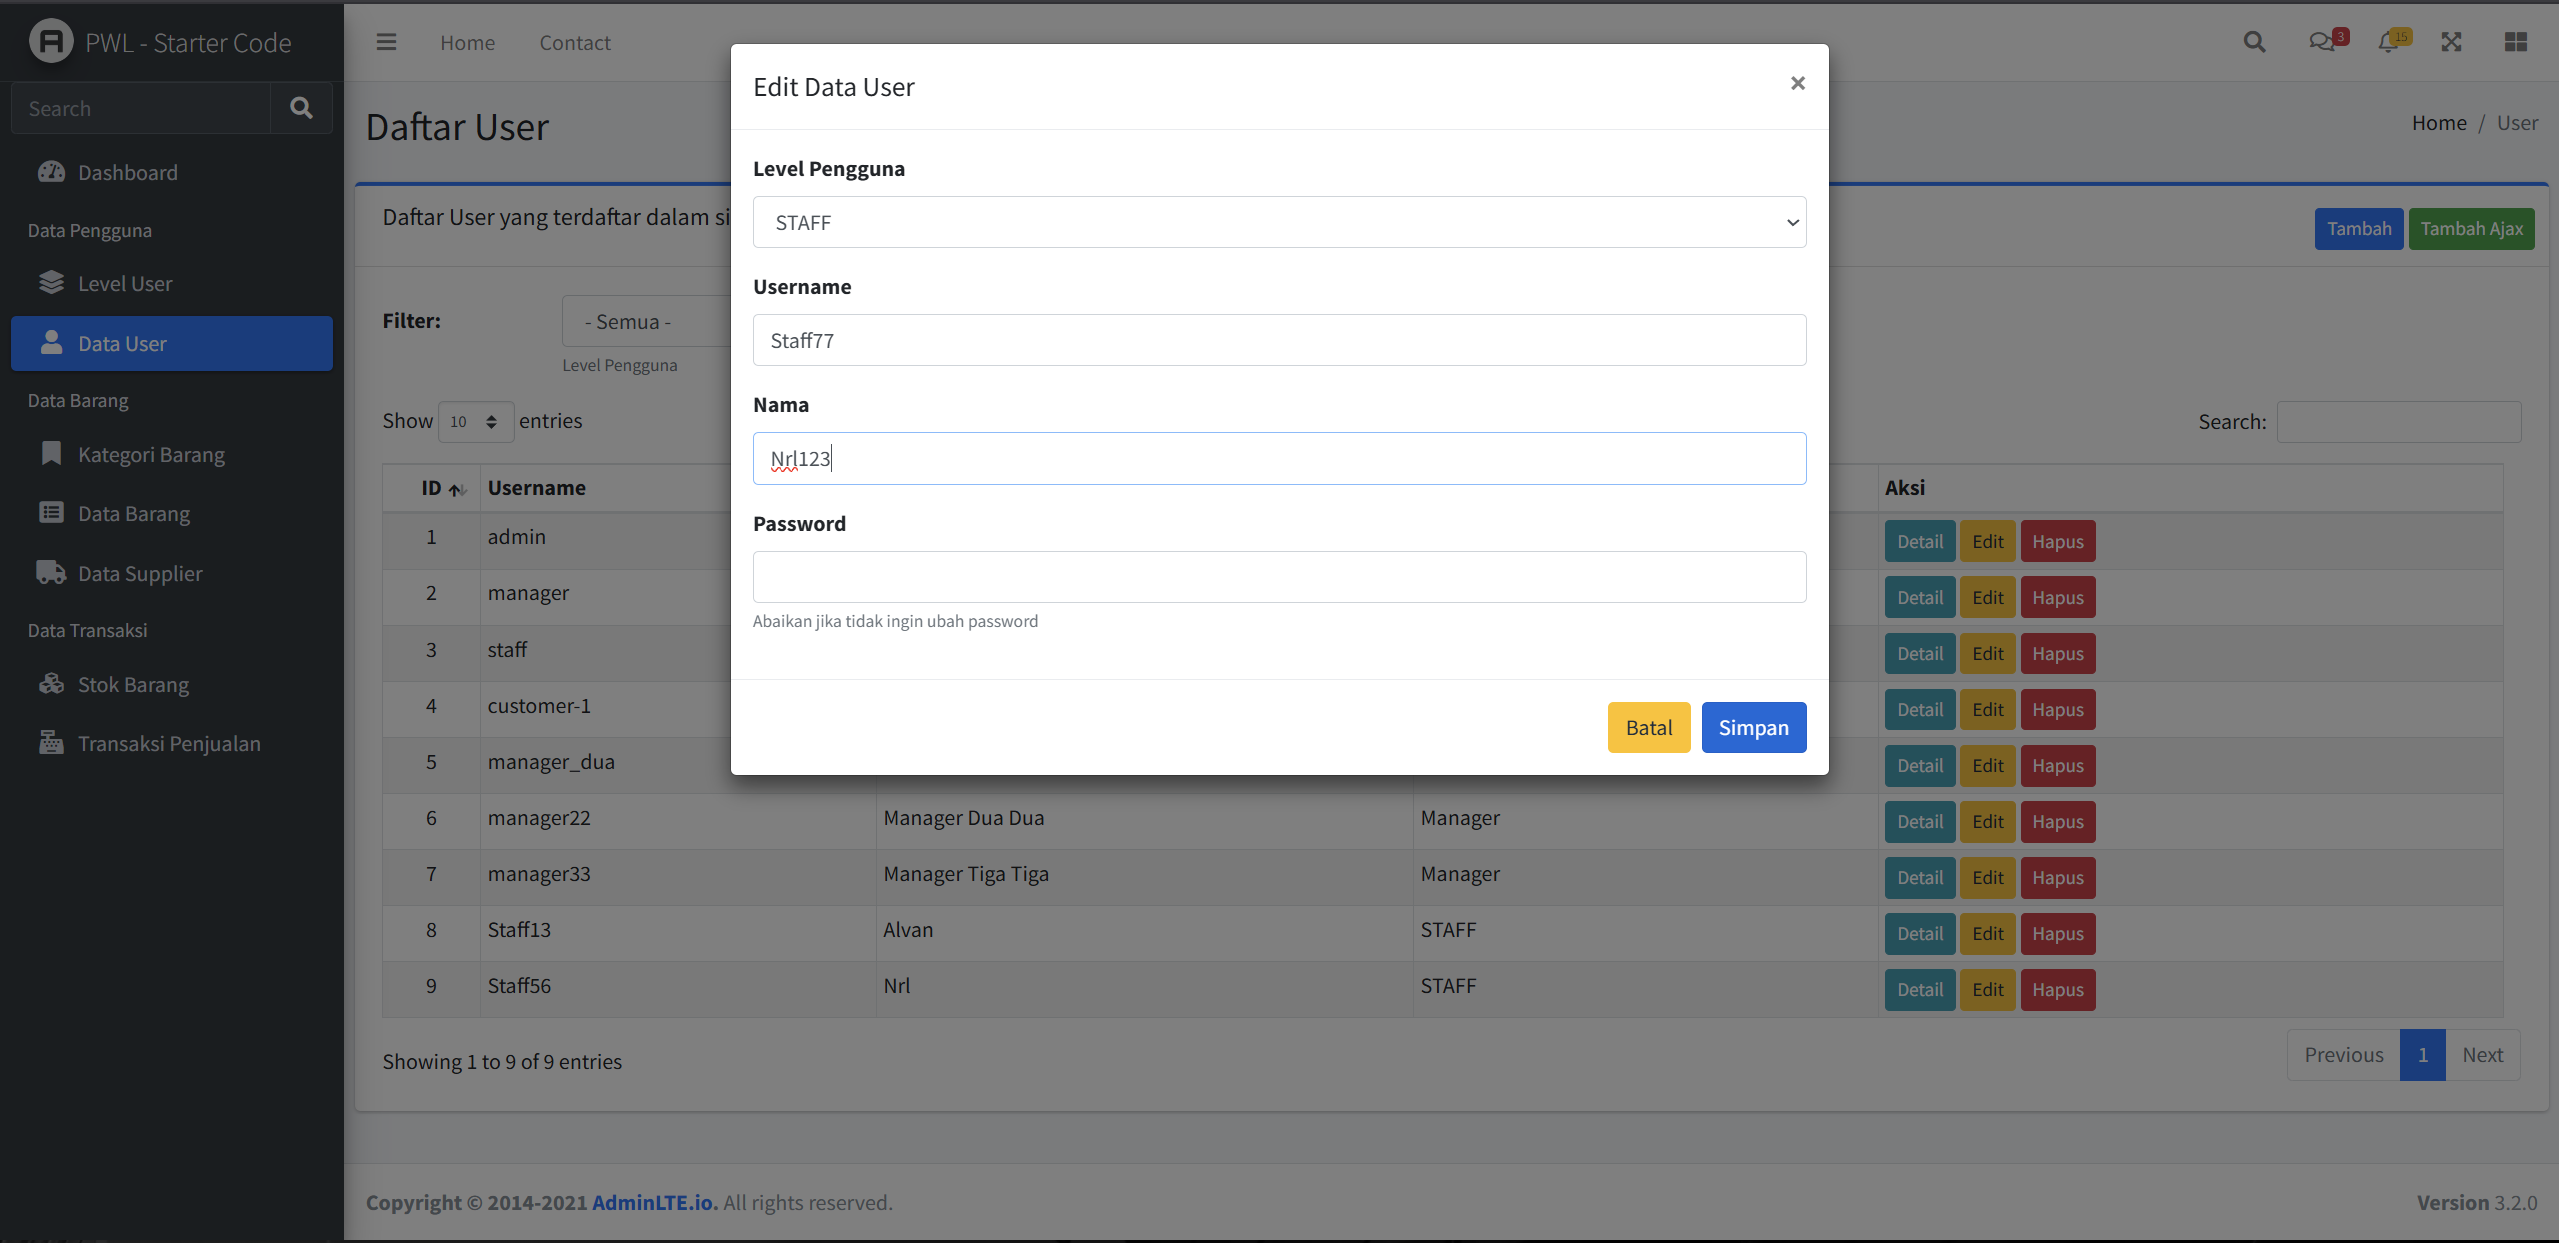 PWL - Starter Code
Home
Contact
3
15
Search
Dashboard
Data Pengguna
Level User
Data User
Data Barang
Kategori Barang
Data Barang
Data Supplier
Data Transaksi
Stok Barang
Transaksi Penjualan
Daftar User
Home / User
Daftar User yang terdaftar dalam si
Tambah
Tambah Ajax
Filter:
- Semua -
Level Pengguna
Show 10 entries
Search:
ID Username Aksi
1 admin Detail Edit Hapus
2 manager Detail Edit Hapus
3 staff Detail Edit Hapus
4 customer-1 Detail Edit Hapus
5 manager_dua Detail Edit Hapus
6 manager22 Manager Dua Dua Manager Detail Edit Hapus
7 manager33 Manager Tiga Tiga Manager Detail Edit Hapus
8 Staff13 Alvan STAFF Detail Edit Hapus
9 Staff56 Nrl STAFF Detail Edit Hapus
Showing 1 to 9 of 9 entries
Previous 1 Next
Edit Data User
×
Level Pengguna
STAFF
Username
Staff77
Nama
Nrl123
Password
Abaikan jika tidak ingin ubah password
Batal
Simpan
Copyright © 2014-2021 AdminLTE.io. All rights reserved.
Version 3.2.0